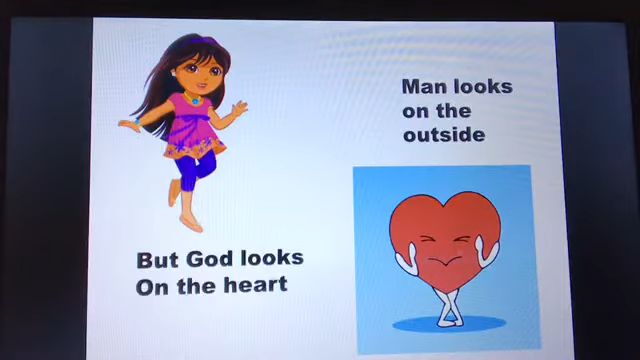 Man looks
on the
outside
But God looks
On the heart